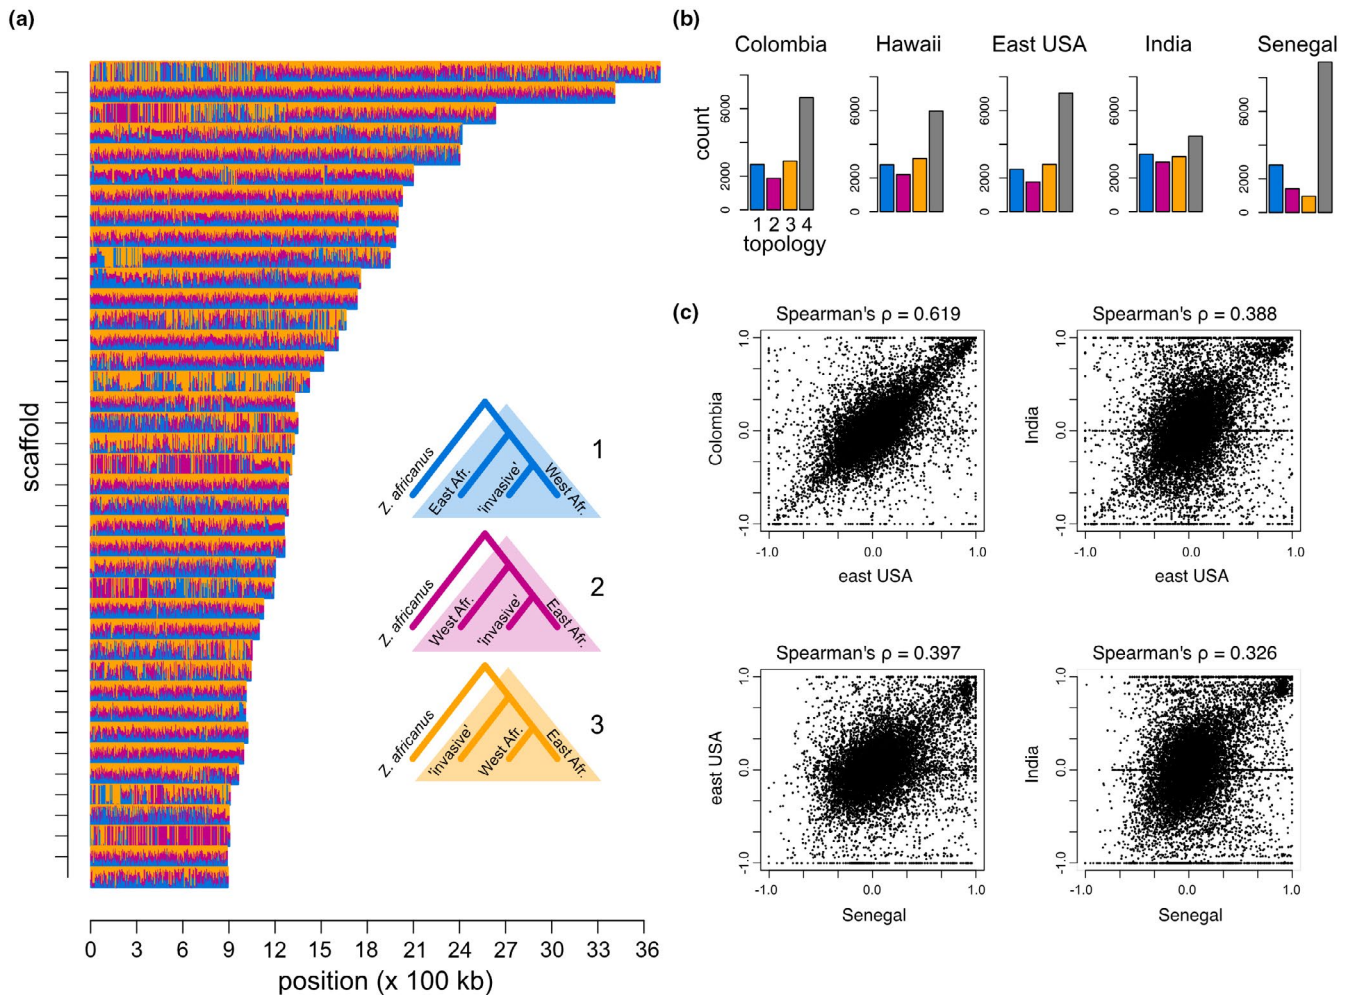 (a)
scaffold
0 3 6 9 12 15 18 21 24 27 30 33 36
position (x 100 kb)
Z. africanus
East Afr.
'invasive'
West Afr.
1
Z. africanus
West Afr.
'invasive'
East Afr.
2
Z. africanus
'invasive'
West Afr.
East Afr.
3
(b)
Colombia Hawaii East USA India Senegal
count
0 2000 6000
0 2000 6000
0 2000 6000
0 2000 6000
0 2000 6000
1 2 3 4
topology
(c)
Spearman's ρ = 0.619
Colombia
1.0
0.0
-1.0
-1.0 0.0 1.0
east USA
Spearman's ρ = 0.388
India
1.0
0.0
-1.0
-1.0 0.0 1.0
east USA
Spearman's ρ = 0.397
east USA
1.0
0.0
-1.0
-1.0 0.0 1.0
Senegal
Spearman's ρ = 0.326
India
1.0
0.0
-1.0
-1.0 0.0 1.0
Senegal